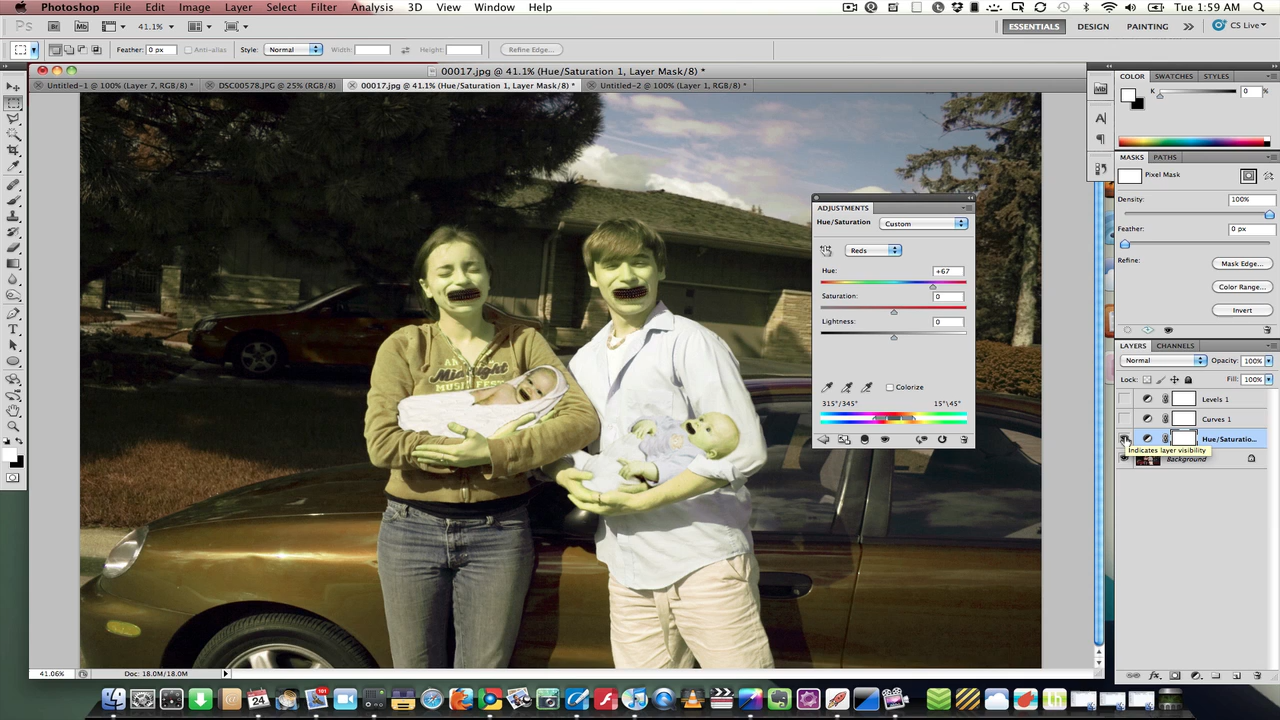 Photoshop File Edit Image Layer Select Filter Analysis 3D View Window Help Tue 1:59 AM
Ps Br Mb 41.1% ESSENTIALS DESIGN PAINTING CS Live
Feather: 0 px Anti-alias Style: Normal Width: Height: Refine Edge...
00017.jpg @ 41.1% (Hue/Saturation 1, Layer Mask/8) *
Untitled-1 @ 100% (Layer 7, RGB/8) * DSC00578.JPG @ 25% (RGB/8) 00017.jpg @ 41.1% (Hue/Saturation 1, Layer Mask/8) * Untitled-2 @ 100% (Layer 1, RGB/8) *
COLOR SWATCHES STYLES
K 0 %
MASKS PATHS
Pixel Mask
Density: 100%
Feather: 0 px
Refine: Mask Edge...
Color Range...
Invert
ADJUSTMENTS
Hue/Saturation Custom
Reds
Hue: +67
Saturation: 0
Lightness: 0
Colorize
315°/345° 15°\45°
LAYERS CHANNELS
Normal Opacity: 100%
Lock: Fill: 100%
Levels 1
Curves 1
Hue/Saturatio...
Indicates layer visibility
Background
Midnight
MUSIC FEST
41.06% Doc: 18.0M/18.0M
24
101